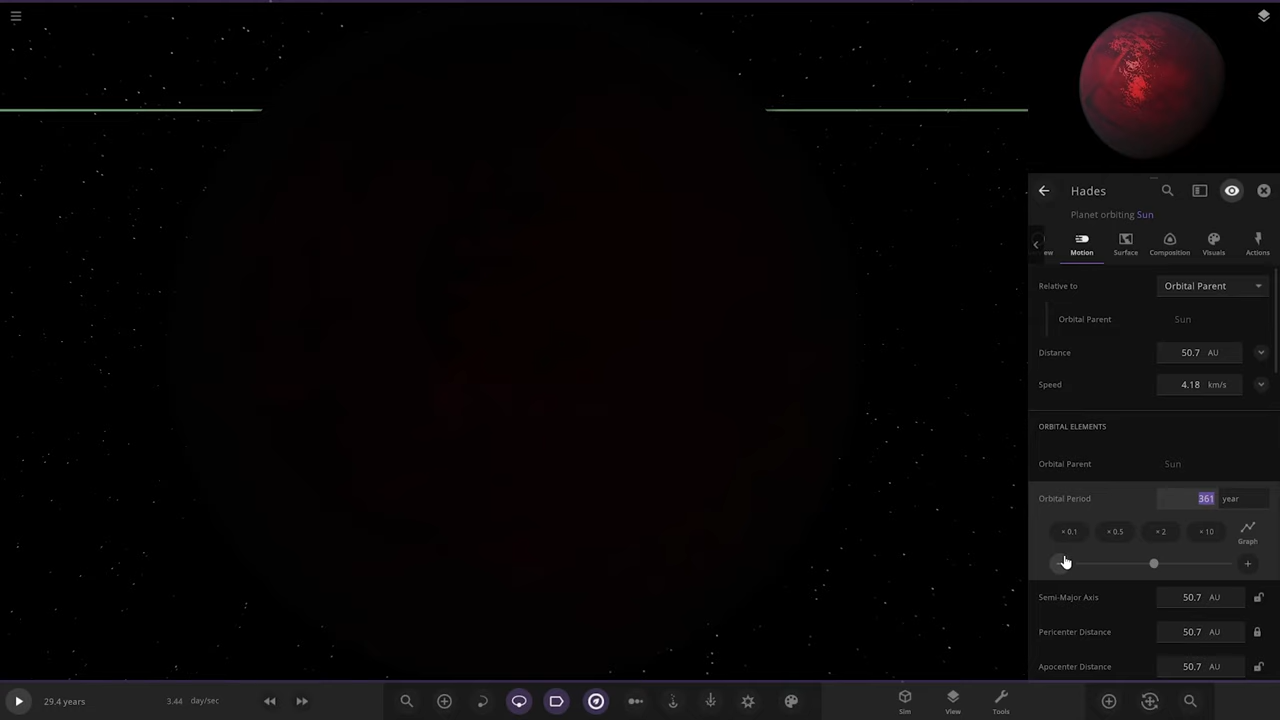 Hades
Planet orbiting Sun
ew Motion Surface Composition Visuals Actions
Relative to Orbital Parent
Orbital Parent Sun
Distance 50.7 AU
Speed 4.18 km/s
ORBITAL ELEMENTS
Orbital Parent Sun
Orbital Period 361 year
× 0.1 × 0.5 × 2 × 10 Graph
Semi-Major Axis 50.7 AU
Pericenter Distance 50.7 AU
Apocenter Distance 50.7 AU
29.4 years 3.44 day/sec Sim View Tools